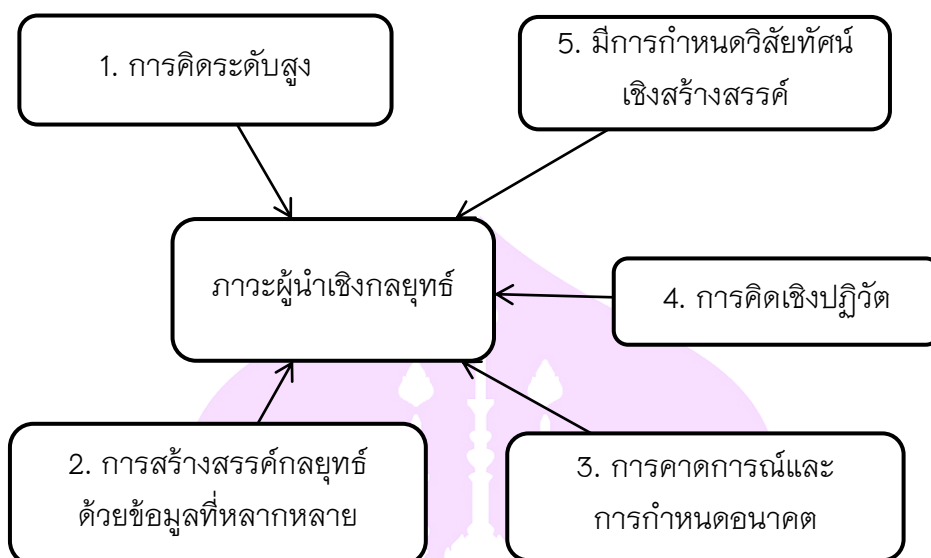 1. การคิดระดับสูง
5. มีการกำหนดวิสัยทัศน์
เชิงสร้างสรรค์
ภาวะผู้นำเชิงกลยุทธ์
4. การคิดเชิงปฏิวัต
2. การสร้างสรรค์กลยุทธ์
ด้วยข้อมูลที่หลากหลาย
3. การคาดการณ์และ
การกำหนดอนาคต